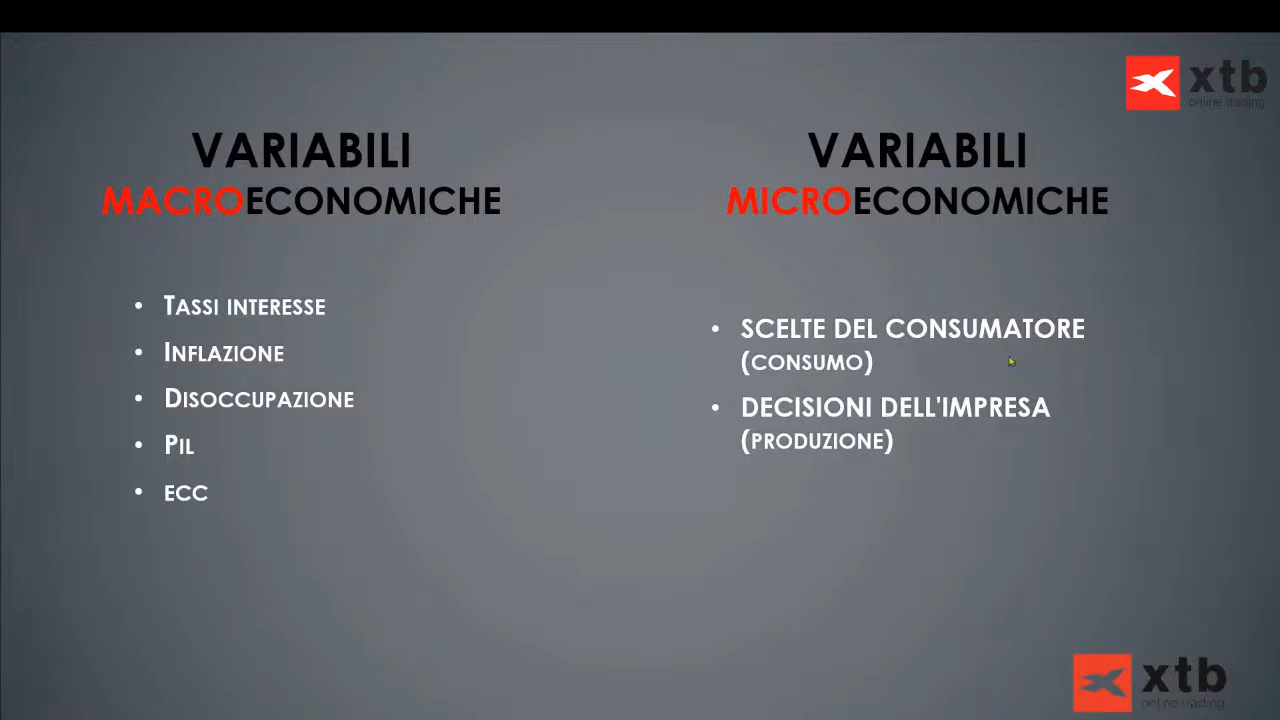 xtb
online trading
VARIABILI
MACROECONOMICHE
• TASSI INTERESSE
• INFLAZIONE
• DISOCCUPAZIONE
• PIL
• ECC
VARIABILI
MICROECONOMICHE
• SCELTE DEL CONSUMATORE
(CONSUMO)
• DECISIONI DELL'IMPRESA
(PRODUZIONE)
xtb
online trading